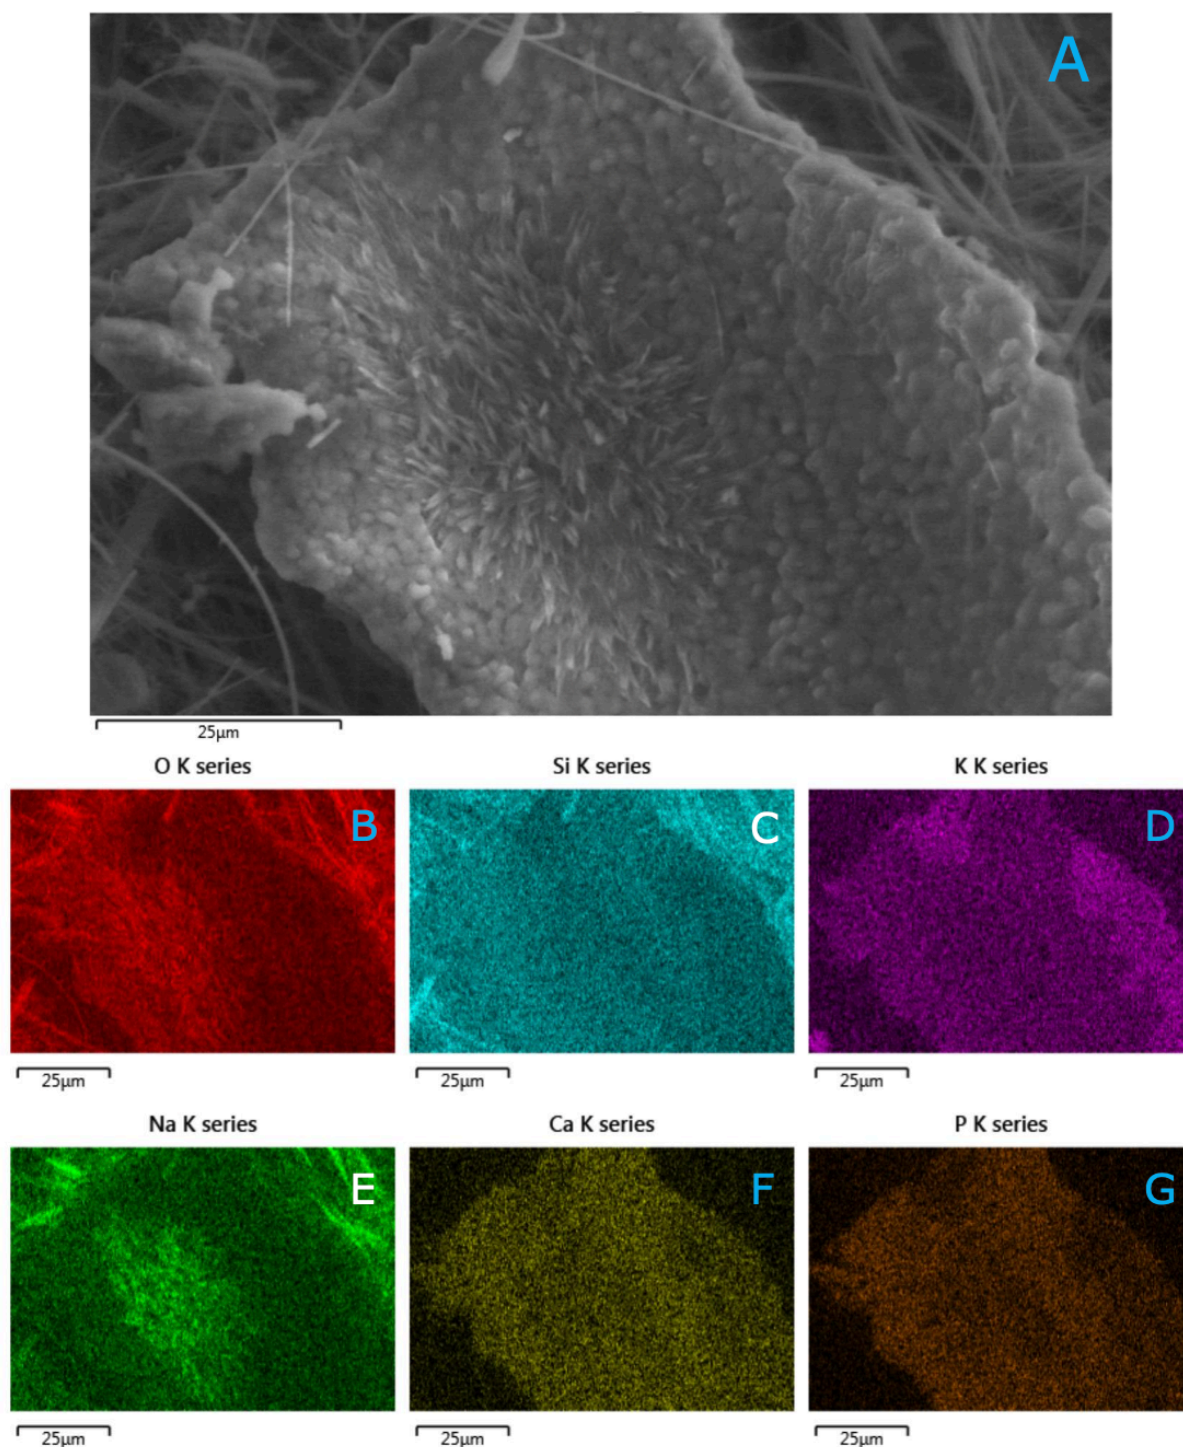 A
25µm
O K series
Si K series
K K series
B
C
D
25µm
25µm
25µm
Na K series
Ca K series
P K series
E
F
G
25µm
25µm
25µm